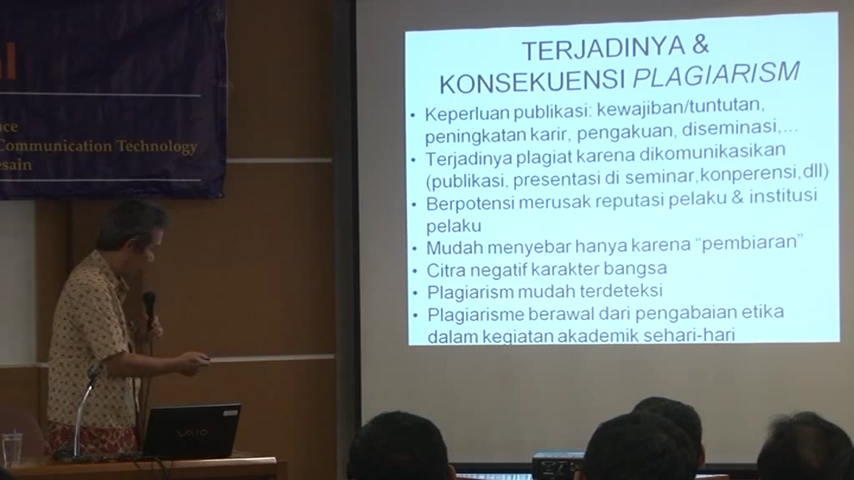 Communication Technology
TERJADINYA &
KONSEKUENSI PLAGIARISM
• Keperluan publikasi: kewajiban/tuntutan,
peningkatan karir, pengakuan, diseminasi,...
• Terjadinya plagiat karena dikomunikasikan
(publikasi, presentasi di seminar,konperensi,dll)
• Berpotensi merusak reputasi pelaku & institusi
pelaku
• Mudah menyebar hanya karena “pembiaran”
• Citra negatif karakter bangsa
• Plagiarism mudah terdeteksi
• Plagiarisme berawal dari pengabaian etika
dalam kegiatan akademik sehari-hari
VAIO